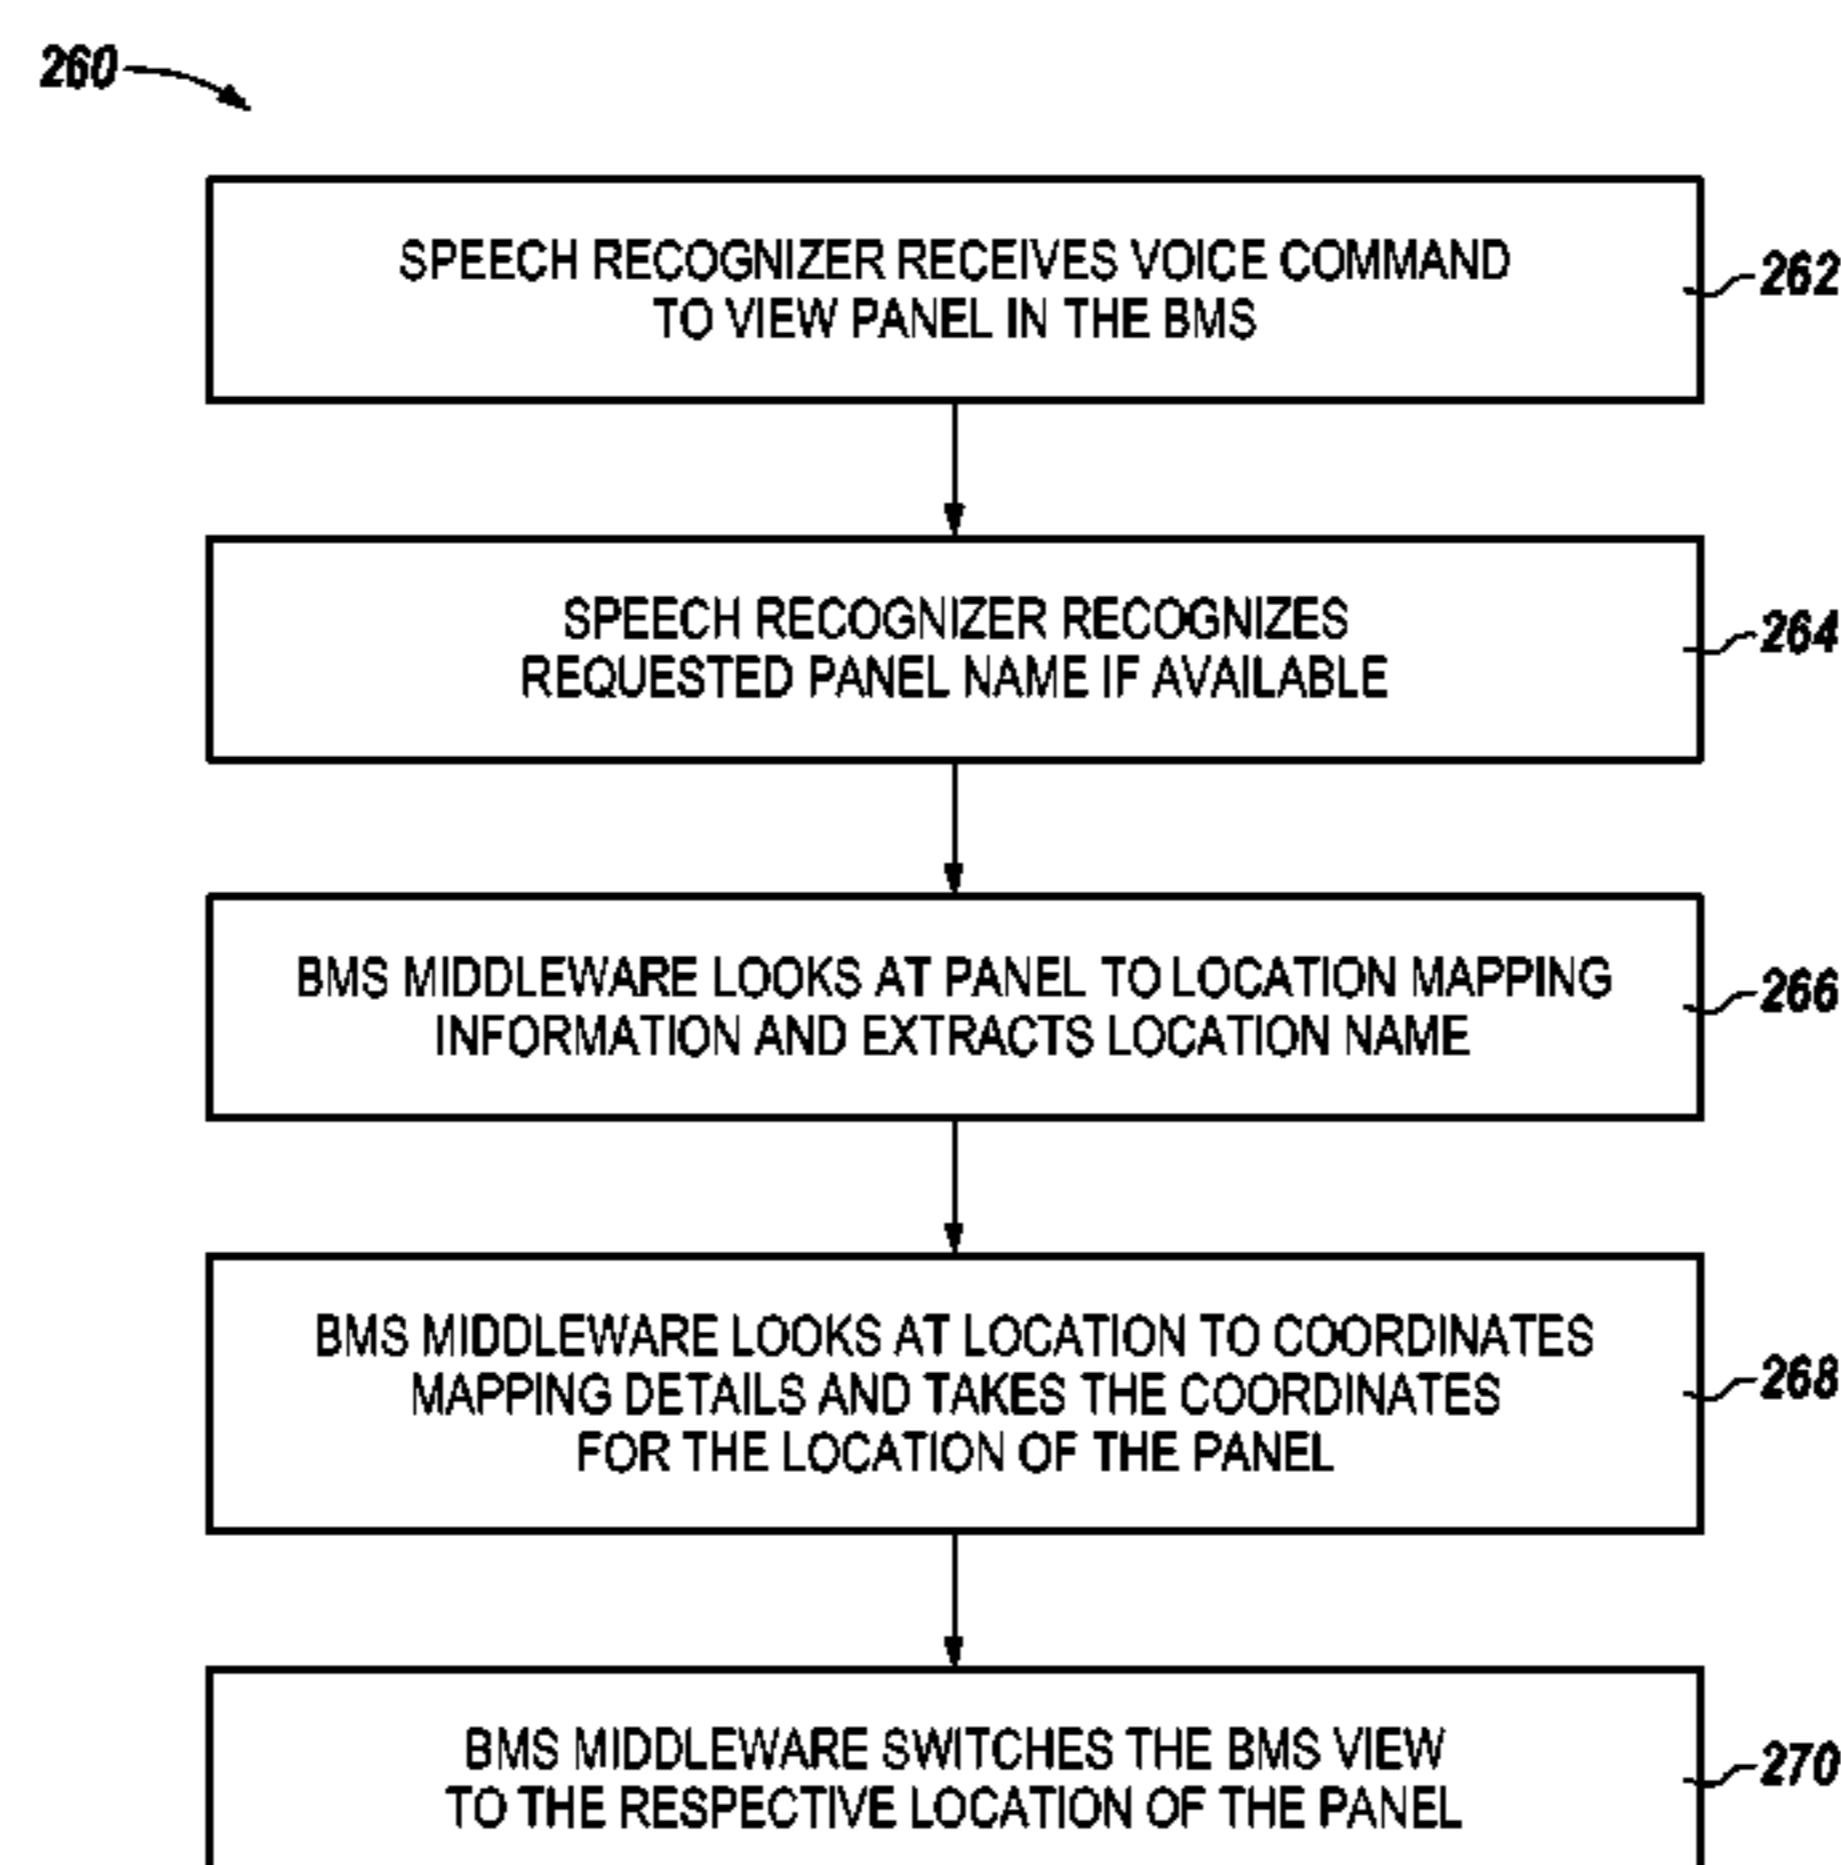 260
SPEECH RECOGNIZER RECEIVES VOICE COMMAND
TO VIEW PANEL IN THE BMS
262
SPEECH RECOGNIZER RECOGNIZES
REQUESTED PANEL NAME IF AVAILABLE
264
BMS MIDDLEWARE LOOKS AT PANEL TO LOCATION MAPPING
INFORMATION AND EXTRACTS LOCATION NAME
266
BMS MIDDLEWARE LOOKS AT LOCATION TO COORDINATES
MAPPING DETAILS AND TAKES THE COORDINATES
FOR THE LOCATION OF THE PANEL
268
BMS MIDDLEWARE SWITCHES THE BMS VIEW
TO THE RESPECTIVE LOCATION OF THE PANEL
270